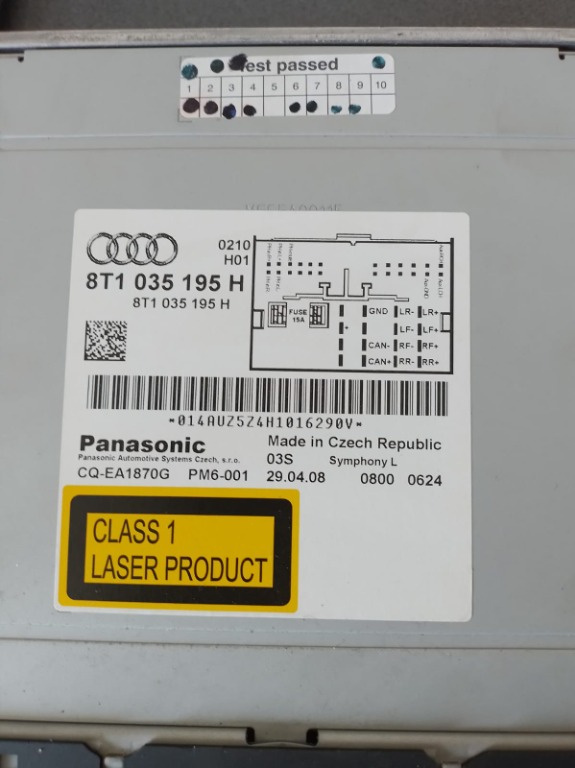 Test passed
1 2 3 4 5 6 7 8 9 10
0210
H01
8T1 035 195 H
8T1 035 195 H
FUSE
15A
GND LR- LR+
+ LF- LF+
CAN- RF- RF+
CAN+ RR- RR+
*014AUZ5Z4H1016290V*
Panasonic
Panasonic Automotive Systems Czech, s.r.o.
Made in Czech Republic
CQ-EA1870G PM6-001
03S Symphony L
29.04.08 0800 0624
CLASS 1
LASER PRODUCT